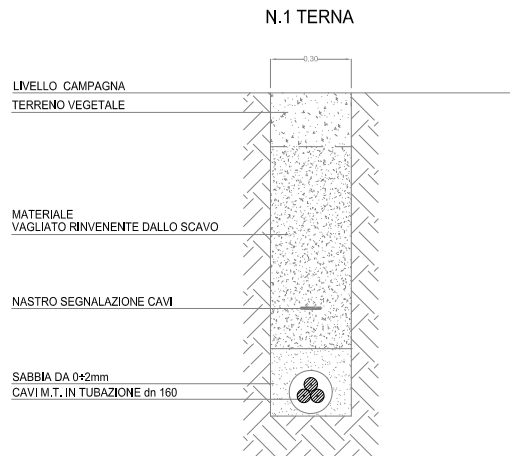 N.1 TERNA
0,30
LIVELLO CAMPAGNA
TERRENO VEGETALE
MATERIALE
VAGLIATO RINVENENTE DALLO SCAVO
NASTRO SEGNALAZIONE CAVI
SABBIA DA 0÷2mm
CAVI M.T. IN TUBAZIONE dn 160